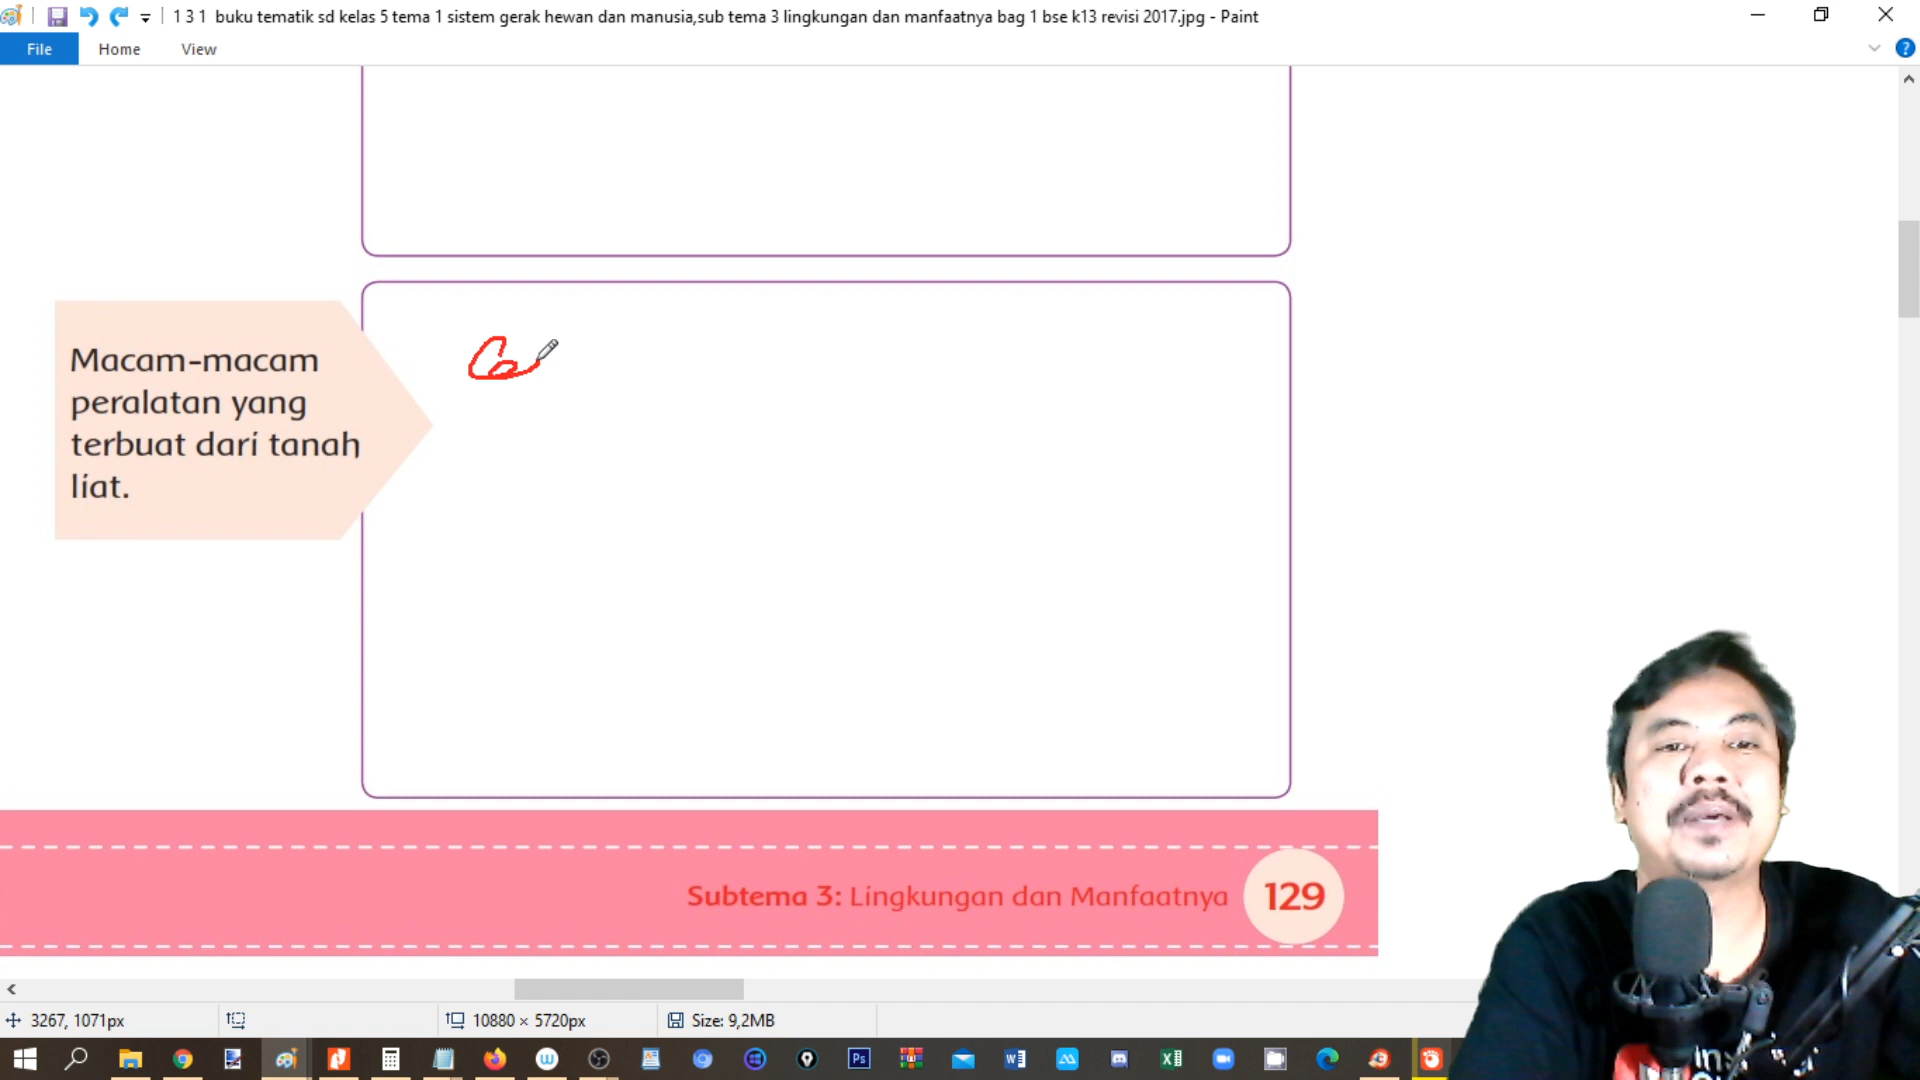 1 3 1 buku tematik sd kelas 5 tema 1 sistem gerak hewan dan manusia,sub tema 3 lingkungan dan manfaatnya bag 1 bse k13 revisi 2017.jpg - Paint
File Home View
Macam-macam
peralatan yang
terbuat dari tanah
liat.
Subtema 3: Lingkungan dan Manfaatnya 129
3267, 1071px
10880 × 5720px
Size: 9,2MB